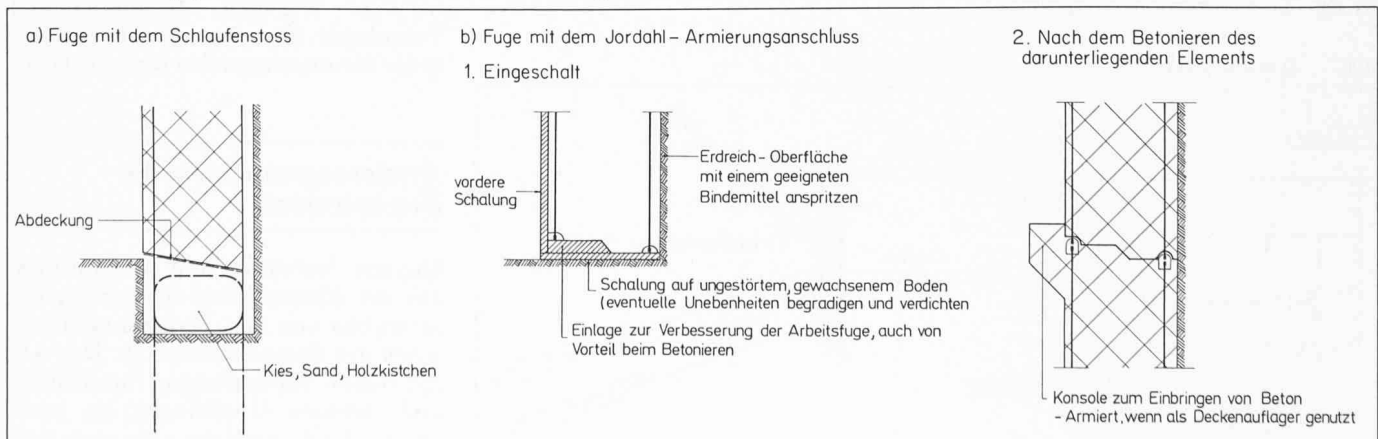 a) Fuge mit dem Schlaufenstoss
Abdeckung
Kies, Sand, Holzkistchen
b) Fuge mit dem Jordahl-Armierungsanschluss
1. Eingeschalt
vordere
Schalung
Erdreich-Oberfläche
mit einem geeigneten
Bindemittel anspritzen
Schalung auf ungestörtem, gewachsenem Boden
(eventuelle Unebenheiten begradigen und verdichten
Einlage zur Verbesserung der Arbeitsfuge, auch von
Vorteil beim Betonieren
2. Nach dem Betonieren des
darunterliegenden Elements
Konsole zum Einbringen von Beton
- Armiert, wenn als Deckenauflager genutzt